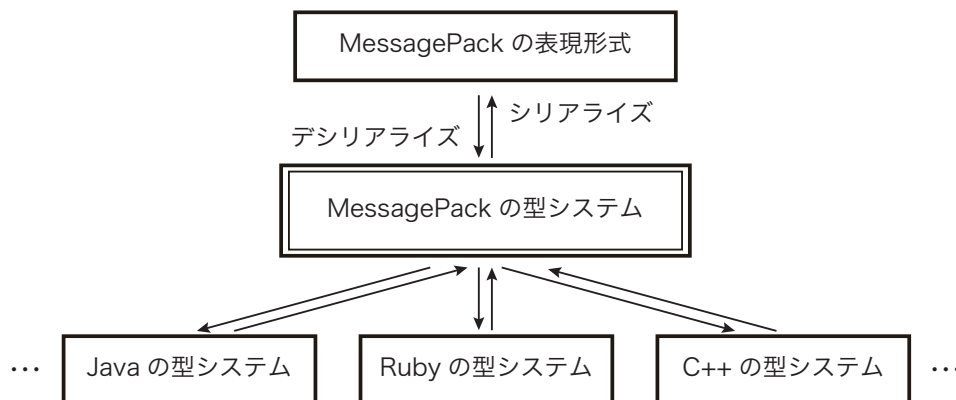 MessagePack の表現形式
シリアライズ
デシリアライズ
MessagePack の型システム
… Java の型システム Ruby の型システム C++ の型システム …